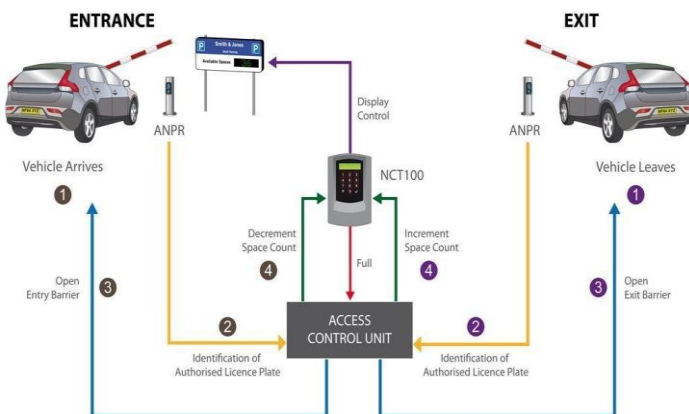 ENTRANCE
EXIT
Smith & Jones
Available Spaces
ANPR
ANPR
Display
Control
NCT100
Vehicle Arrives
1
Vehicle Leaves
1
Decrement
Space Count
4
Increment
Space Count
4
Full
Open
Entry Barrier
3
3
Open
Exit Barrier
ACCESS
CONTROL UNIT
2
Identification of
Authorised Licence Plate
2
Identification of
Authorised Licence Plate